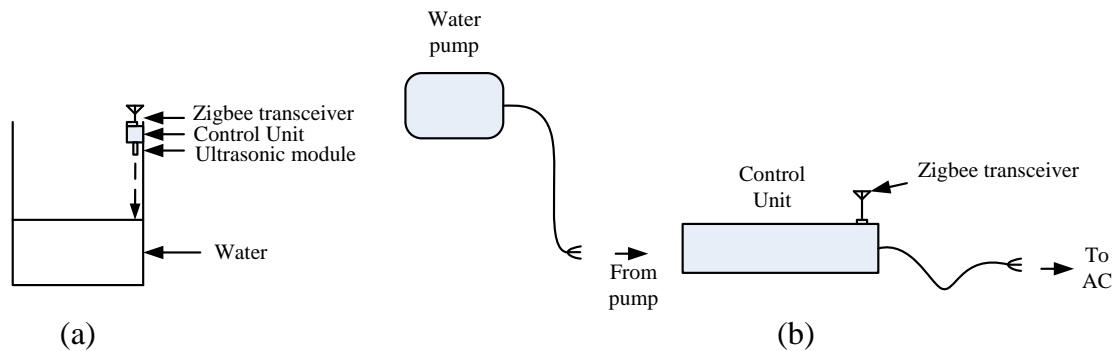 Zigbee transceiver
Control Unit
Ultrasonic module
Water
(a)
Water
pump
Control
Unit
Zigbee transceiver
From
pump
To
AC
(b)